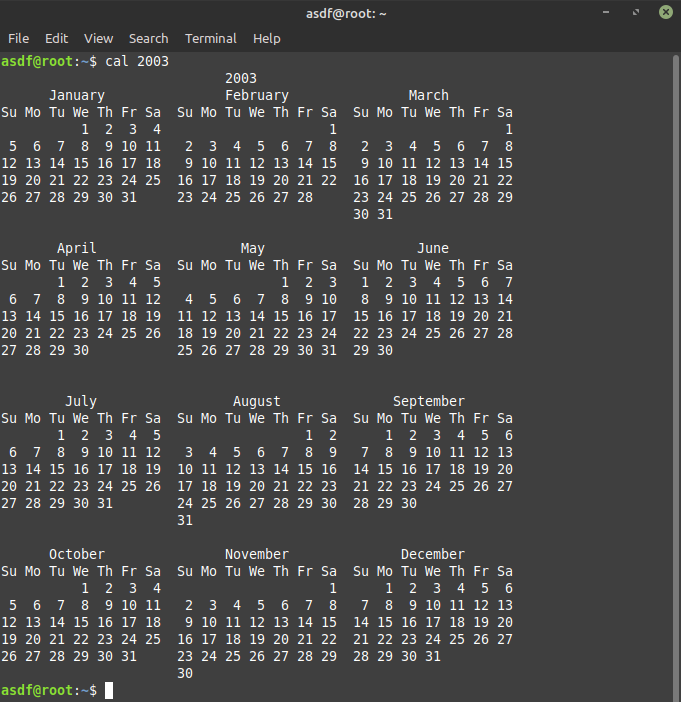 asdf@root: ~
File Edit View Search Terminal Help
asdf@root:~$ cal 2003
                            2003
      January               February               March
Su Mo Tu We Th Fr Sa  Su Mo Tu We Th Fr Sa  Su Mo Tu We Th Fr Sa
          1  2  3  4                     1                     1
 5  6  7  8  9 10 11   2  3  4  5  6  7  8   2  3  4  5  6  7  8
12 13 14 15 16 17 18   9 10 11 12 13 14 15   9 10 11 12 13 14 15
19 20 21 22 23 24 25  16 17 18 19 20 21 22  16 17 18 19 20 21 22
26 27 28 29 30 31     23 24 25 26 27 28     23 24 25 26 27 28 29
                                            30 31

       April                  May                   June
Su Mo Tu We Th Fr Sa  Su Mo Tu We Th Fr Sa  Su Mo Tu We Th Fr Sa
       1  2  3  4  5               1  2  3   1  2  3  4  5  6  7
 6  7  8  9 10 11 12   4  5  6  7  8  9 10   8  9 10 11 12 13 14
13 14 15 16 17 18 19  11 12 13 14 15 16 17  15 16 17 18 19 20 21
20 21 22 23 24 25 26  18 19 20 21 22 23 24  22 23 24 25 26 27 28
27 28 29 30           25 26 27 28 29 30 31  29 30

        July                 August              September
Su Mo Tu We Th Fr Sa  Su Mo Tu We Th Fr Sa  Su Mo Tu We Th Fr Sa
       1  2  3  4  5                  1  2      1  2  3  4  5  6
 6  7  8  9 10 11 12   3  4  5  6  7  8  9   7  8  9 10 11 12 13
13 14 15 16 17 18 19  10 11 12 13 14 15 16  14 15 16 17 18 19 20
20 21 22 23 24 25 26  17 18 19 20 21 22 23  21 22 23 24 25 26 27
27 28 29 30 31        24 25 26 27 28 29 30  28 29 30
                      31

      October               November              December
Su Mo Tu We Th Fr Sa  Su Mo Tu We Th Fr Sa  Su Mo Tu We Th Fr Sa
          1  2  3  4                     1      1  2  3  4  5  6
 5  6  7  8  9 10 11   2  3  4  5  6  7  8   7  8  9 10 11 12 13
12 13 14 15 16 17 18   9 10 11 12 13 14 15  14 15 16 17 18 19 20
19 20 21 22 23 24 25  16 17 18 19 20 21 22  21 22 23 24 25 26 27
26 27 28 29 30 31     23 24 25 26 27 28 29  28 29 30 31
                      30
asdf@root:~$